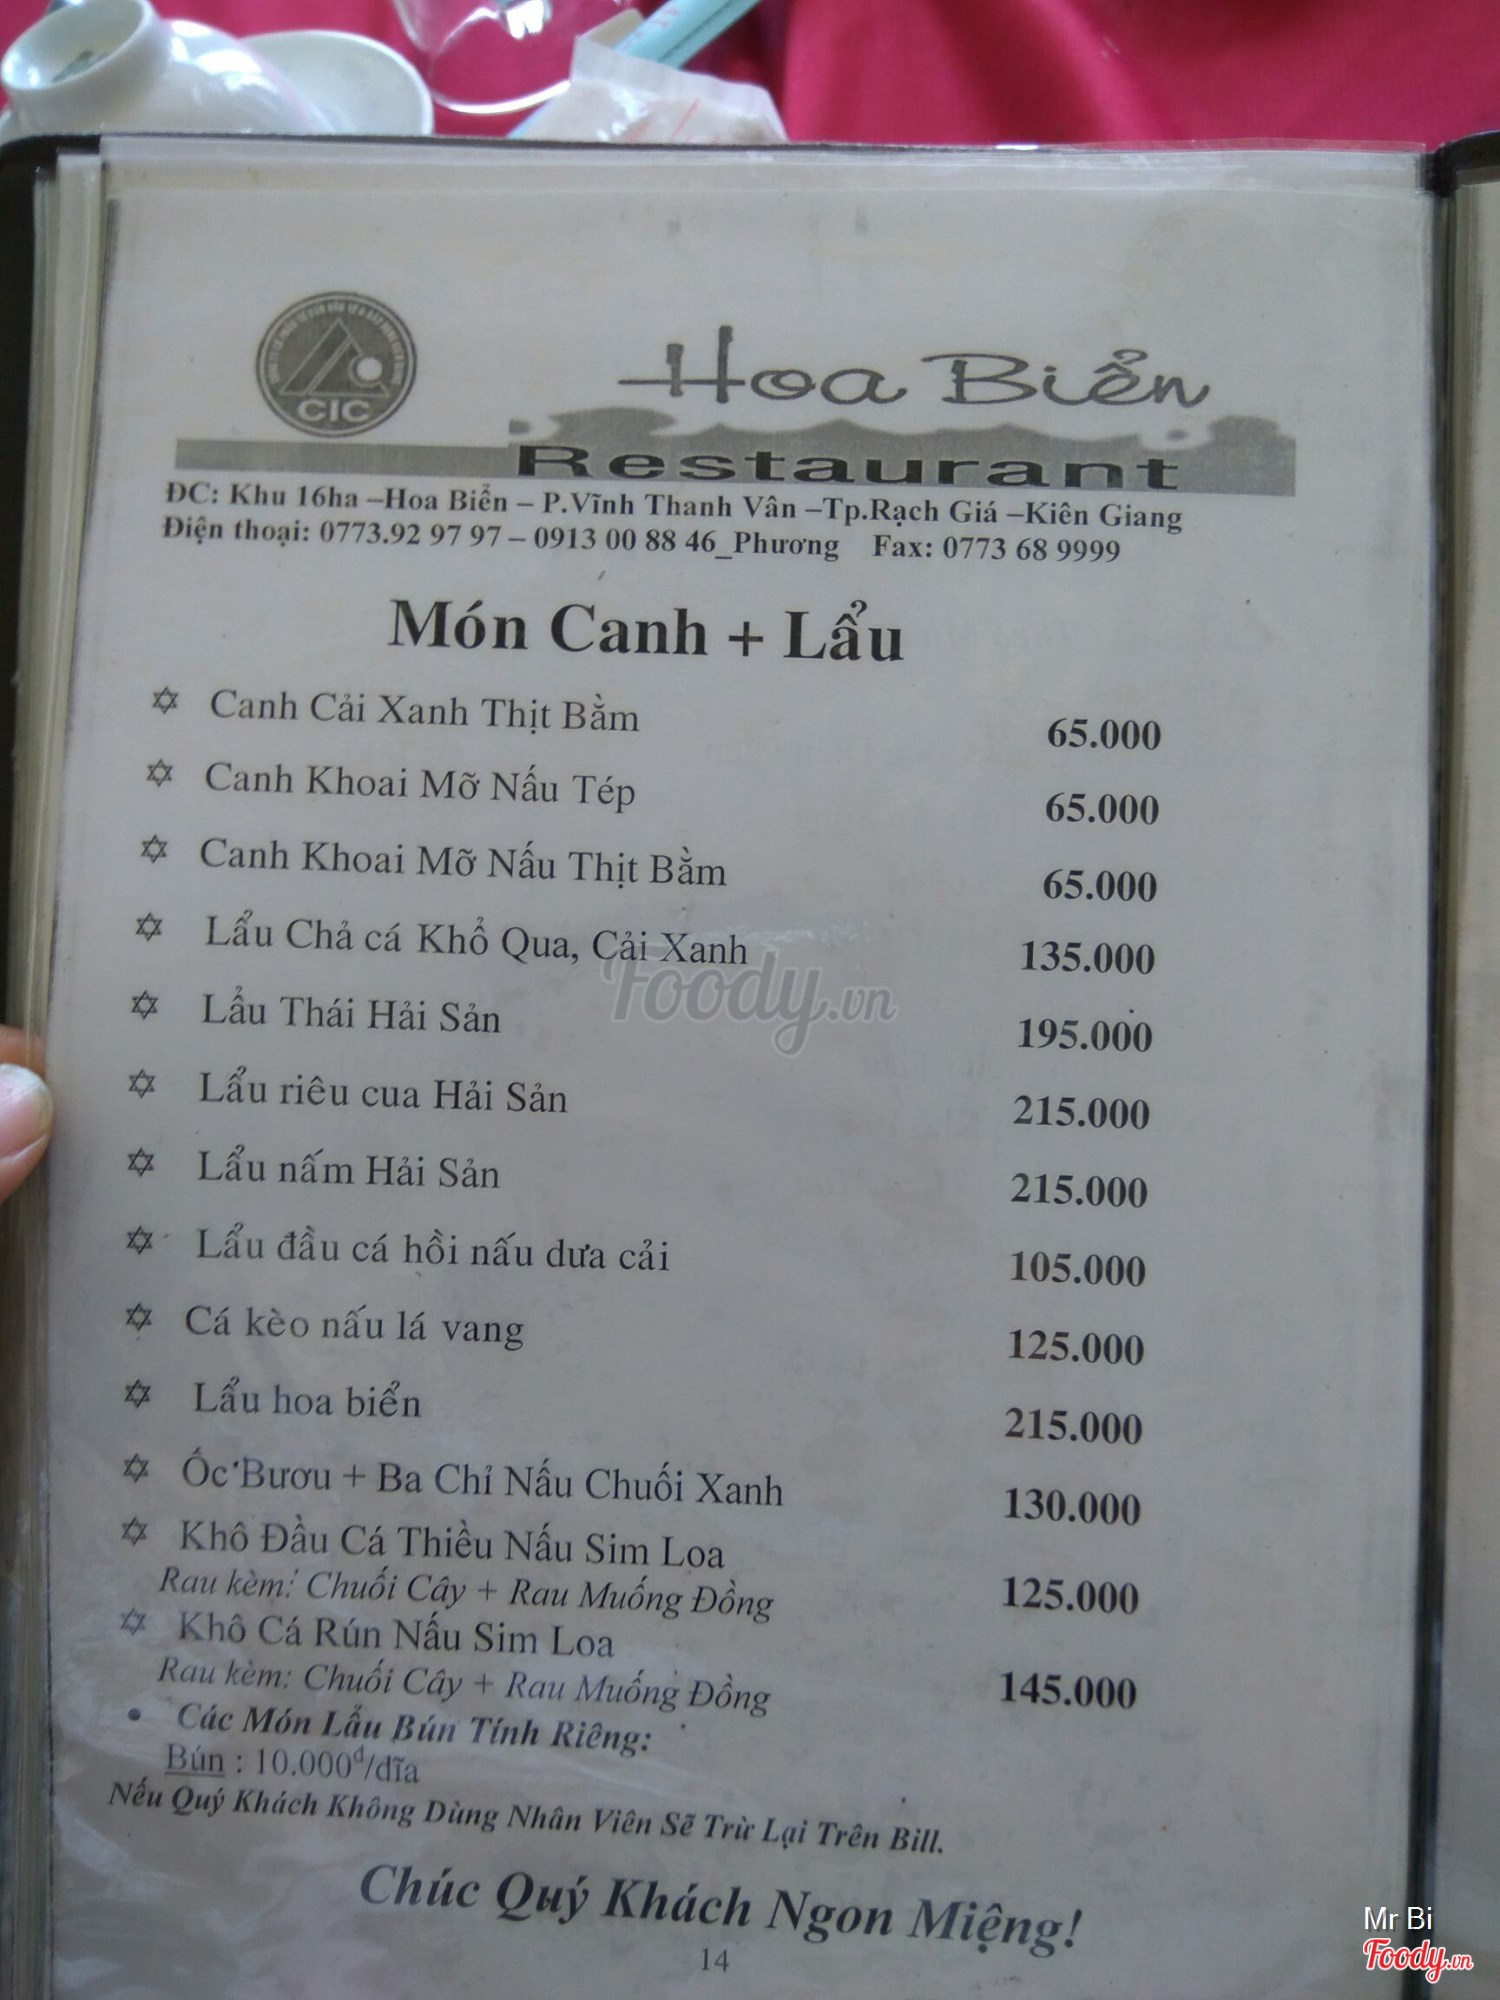 CIC
Hoa Biển
Restaurant
ĐC: Khu 16ha –Hoa Biển – P.Vĩnh Thanh Vân –Tp.Rạch Giá –Kiên Giang
Điện thoại: 0773.92 97 97 – 0913 00 88 46_Phương Fax: 0773 68 9999
Món Canh + Lẩu
Canh Cải Xanh Thịt Bằm 65.000
Canh Khoai Mỡ Nấu Tép 65.000
Canh Khoai Mỡ Nấu Thịt Bằm 65.000
Lẩu Chả cá Khổ Qua, Cải Xanh 135.000
Foody.vn
Lẩu Thái Hải Sản 195.000
Lẩu riêu cua Hải Sản 215.000
Lẩu nấm Hải Sản 215.000
Lẩu đầu cá hồi nấu dưa cải 105.000
Cá kèo nấu lá vang 125.000
Lẩu hoa biển 215.000
Ốc Bươu + Ba Chỉ Nấu Chuối Xanh 130.000
Khô Đầu Cá Thiều Nấu Sim Loa
Rau kèm: Chuối Cây + Rau Muống Đồng 125.000
Khô Cá Rún Nấu Sim Loa
Rau kèm: Chuối Cây + Rau Muống Đồng 145.000
• Các Món Lẩu Bún Tính Riêng:
Bún : 10.000đ/dĩa
Nếu Quý Khách Không Dùng Nhân Viên Sẽ Trừ Lại Trên Bill.
Chúc Quý Khách Ngon Miệng!
14
Mr Bi
Foody.vn